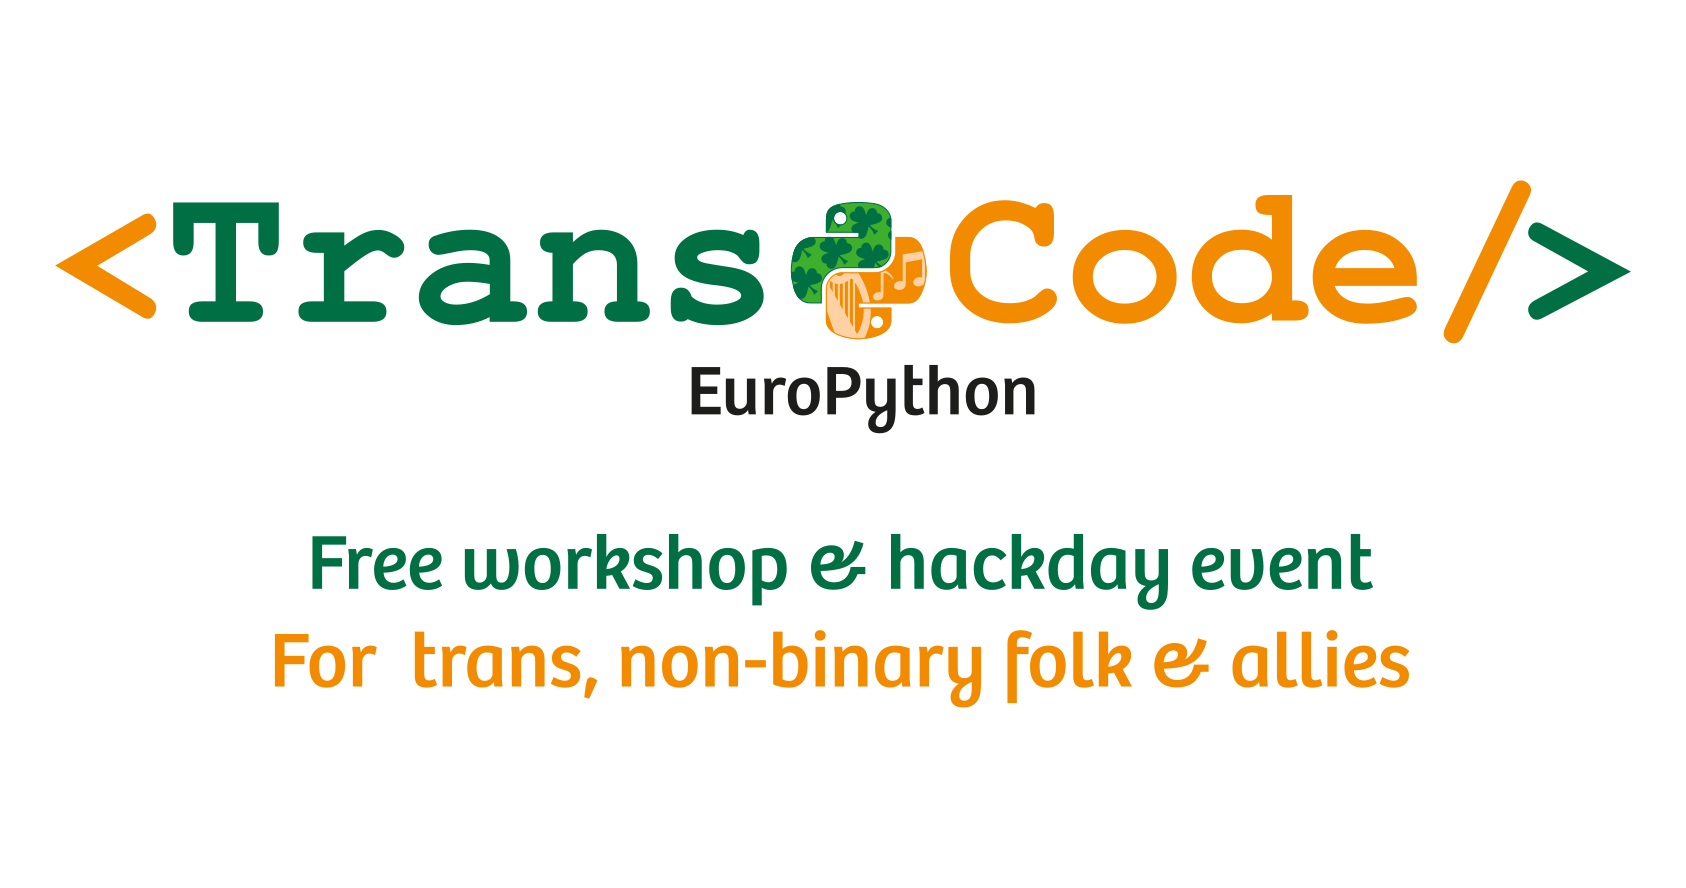 <Trans Code/>
EuroPython
Free workshop & hackday event
For trans, non-binary folk & allies